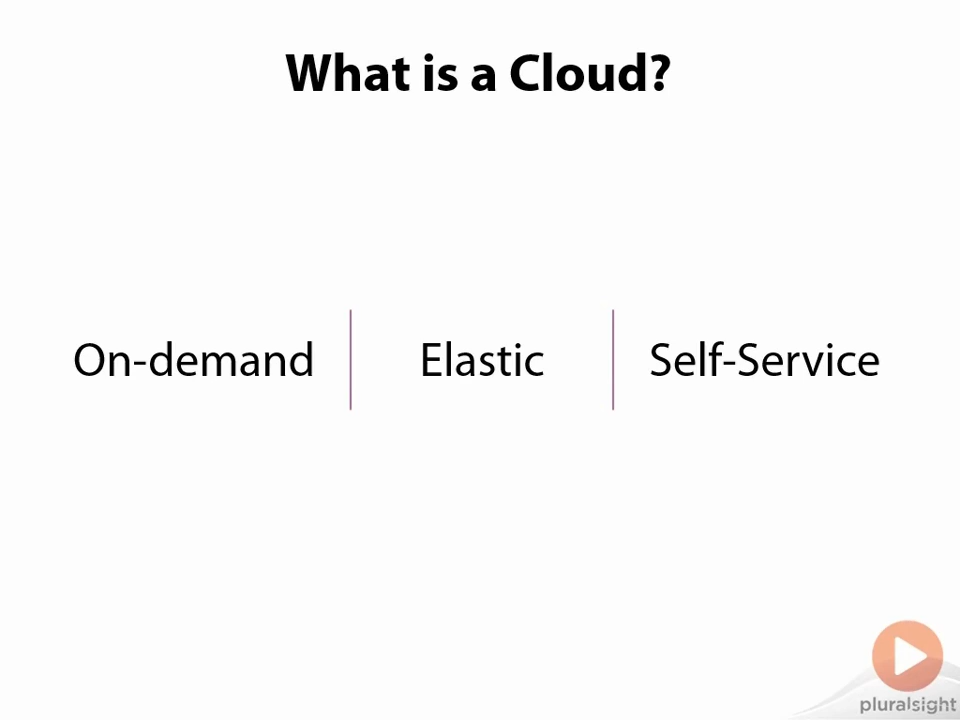 What is a Cloud?
On-demand
Elastic
Self-Service
pluralsight